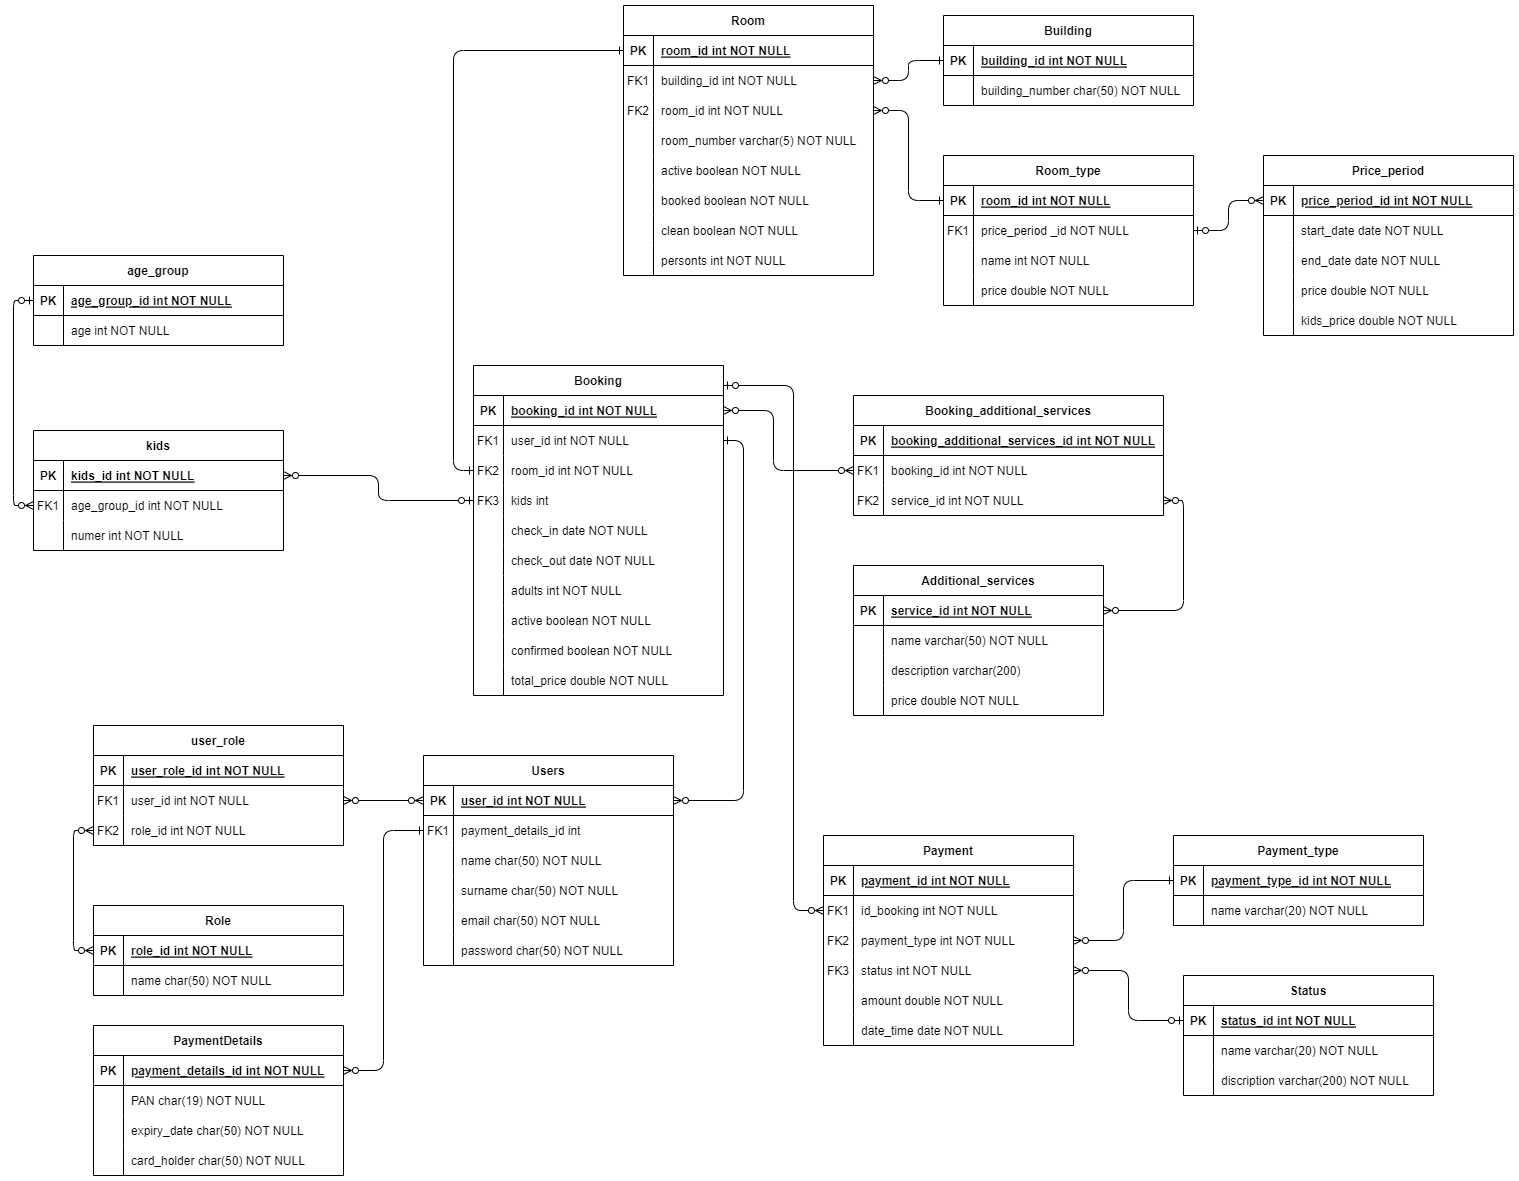 Room
PK room_id int NOT NULL
FK1 building_id int NOT NULL
FK2 room_id int NOT NULL
room_number varchar(5) NOT NULL
active boolean NOT NULL
booked boolean NOT NULL
clean boolean NOT NULL
personts int NOT NULL
Building
PK building_id int NOT NULL
building_number char(50) NOT NULL
Room_type
PK room_id int NOT NULL
FK1 price_period _id NOT NULL
name int NOT NULL
price double NOT NULL
Price_period
PK price_period_id int NOT NULL
start_date date NOT NULL
end_date date NOT NULL
price double NOT NULL
kids_price double NOT NULL
age_group
PK age_group_id int NOT NULL
age int NOT NULL
kids
PK kids_id int NOT NULL
FK1 age_group_id int NOT NULL
numer int NOT NULL
Booking
PK booking_id int NOT NULL
FK1 user_id int NOT NULL
FK2 room_id int NOT NULL
FK3 kids int
check_in date NOT NULL
check_out date NOT NULL
adults int NOT NULL
active boolean NOT NULL
confirmed boolean NOT NULL
total_price double NOT NULL
Booking_additional_services
PK booking_additional_services_id int NOT NULL
FK1 booking_id int NOT NULL
FK2 service_id int NOT NULL
Additional_services
PK service_id int NOT NULL
name varchar(50) NOT NULL
description varchar(200)
price double NOT NULL
user_role
PK user_role_id int NOT NULL
FK1 user_id int NOT NULL
FK2 role_id int NOT NULL
Users
PK user_id int NOT NULL
FK1 payment_details_id int
name char(50) NOT NULL
surname char(50) NOT NULL
email char(50) NOT NULL
password char(50) NOT NULL
Role
PK role_id int NOT NULL
name char(50) NOT NULL
PaymentDetails
PK payment_details_id int NOT NULL
PAN char(19) NOT NULL
expiry_date char(50) NOT NULL
card_holder char(50) NOT NULL
Payment
PK payment_id int NOT NULL
FK1 id_booking int NOT NULL
FK2 payment_type int NOT NULL
FK3 status int NOT NULL
amount double NOT NULL
date_time date NOT NULL
Payment_type
PK payment_type_id int NOT NULL
name varchar(20) NOT NULL
Status
PK status_id int NOT NULL
name varchar(20) NOT NULL
discription varchar(200) NOT NULL